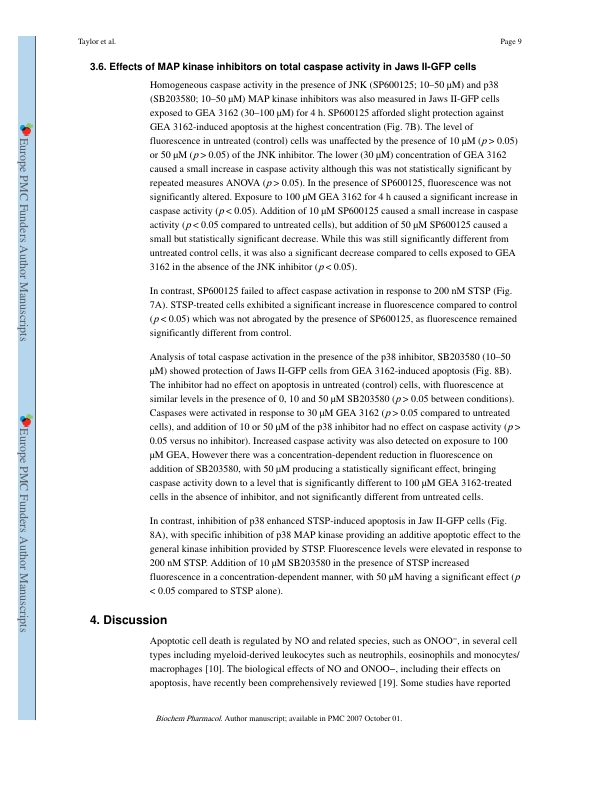 Taylor et al.
Page 9
3.6. Effects of MAP kinase inhibitors on total caspase activity in Jaws II-GFP cells
Homogeneous caspase activity in the presence of JNK (SP600125; 10–50 μM) and p38
(SB203580; 10–50 μM) MAP kinase inhibitors was also measured in Jaws II-GFP cells
exposed to GEA 3162 (30–100 μM) for 4 h. SP600125 afforded slight protection against
GEA 3162-induced apoptosis at the highest concentration (Fig. 7B). The level of
fluorescence in untreated (control) cells was unaffected by the presence of 10 μM (p > 0.05)
or 50 μM (p > 0.05) of the JNK inhibitor. The lower (30 μM) concentration of GEA 3162
caused a small increase in caspase activity although this was not statistically significant by
repeated measures ANOVA (p > 0.05). In the presence of SP600125, fluorescence was not
significantly altered. Exposure to 100 μM GEA 3162 for 4 h caused a significant increase in
caspase activity (p < 0.05). Addition of 10 μM SP600125 caused a small increase in caspase
activity (p < 0.05 compared to untreated cells), but addition of 50 μM SP600125 caused a
small but statistically significant decrease. While this was still significantly different from
untreated control cells, it was also a significant decrease compared to cells exposed to GEA
3162 in the absence of the JNK inhibitor (p < 0.05).
In contrast, SP600125 failed to affect caspase activation in response to 200 nM STSP (Fig.
7A). STSP-treated cells exhibited a significant increase in fluorescence compared to control
(p < 0.05) which was not abrogated by the presence of SP600125, as fluorescence remained
significantly different from control.
Analysis of total caspase activation in the presence of the p38 inhibitor, SB203580 (10–50
μM) showed protection of Jaws II-GFP cells from GEA 3162-induced apoptosis (Fig. 8B).
The inhibitor had no effect on apoptosis in untreated (control) cells, with fluorescence at
similar levels in the presence of 0, 10 and 50 μM SB203580 (p > 0.05 between conditions).
Caspases were activated in response to 30 μM GEA 3162 (p > 0.05 compared to untreated
cells), and addition of 10 or 50 μM of the p38 inhibitor had no effect on caspase activity (p >
0.05 versus no inhibitor). Increased caspase activity was also detected on exposure to 100
μM GEA, However there was a concentration-dependent reduction in fluorescence on
addition of SB203580, with 50 μM producing a statistically significant effect, bringing
caspase activity down to a level that is significantly different to 100 μM GEA 3162-treated
cells in the absence of inhibitor, and not significantly different from untreated cells.
In contrast, inhibition of p38 enhanced STSP-induced apoptosis in Jaw II-GFP cells (Fig.
8A), with specific inhibition of p38 MAP kinase providing an additive apoptotic effect to the
general kinase inhibition provided by STSP. Fluorescence levels were elevated in response to
200 nM STSP. Addition of 10 μM SB203580 in the presence of STSP increased
fluorescence in a concentration-dependent manner, with 50 μM having a significant effect (p
< 0.05 compared to STSP alone).
4. Discussion
Apoptotic cell death is regulated by NO and related species, such as ONOO⁻, in several cell
types including myeloid-derived leukocytes such as neutrophils, eosinophils and monocytes/
macrophages [10]. The biological effects of NO and ONOO−, including their effects on
apoptosis, have recently been comprehensively reviewed [19]. Some studies have reported
Biochem Pharmacol. Author manuscript; available in PMC 2007 October 01.
Europe PMC Funders Author Manuscripts
Europe PMC Funders Author Manuscripts